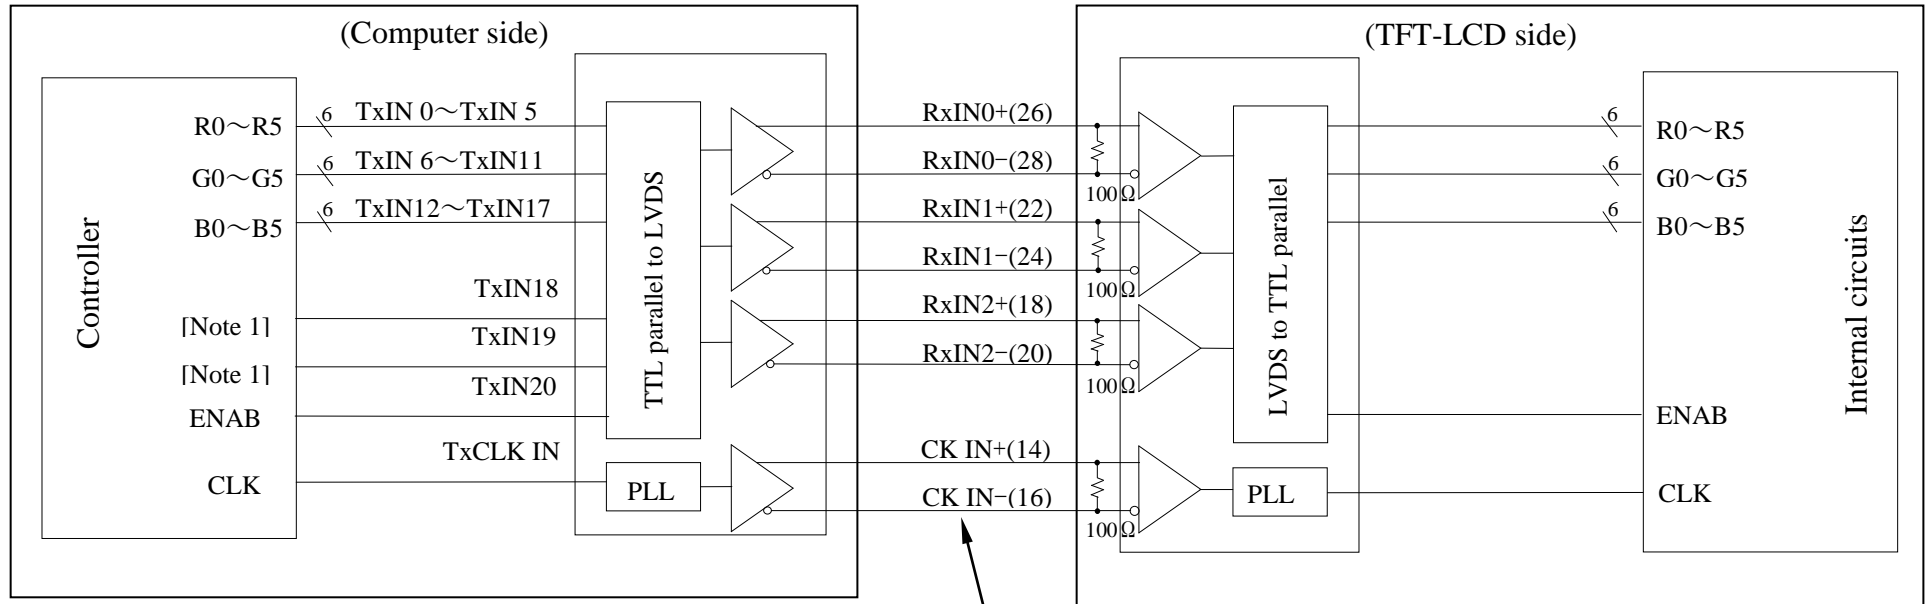 (Computer side)
(TFT-LCD side)
Controller
R0～R5
G0～G5
B0～B5
[Note 1]
[Note 1]
ENAB
CLK
6
TxIN 0～TxIN 5
6
TxIN 6～TxIN11
6
TxIN12～TxIN17
TxIN18
TxIN19
TxIN20
TxCLK IN
TTL parallel to LVDS
PLL
RxIN0+(26)
RxIN0−(28)
RxIN1+(22)
RxIN1−(24)
RxIN2+(18)
RxIN2−(20)
CK IN+(14)
CK IN−(16)
100Ω
100Ω
100Ω
100Ω
LVDS to TTL parallel
PLL
6
6
6
R0～R5
G0～G5
B0～B5
ENAB
CLK
Internal circuits